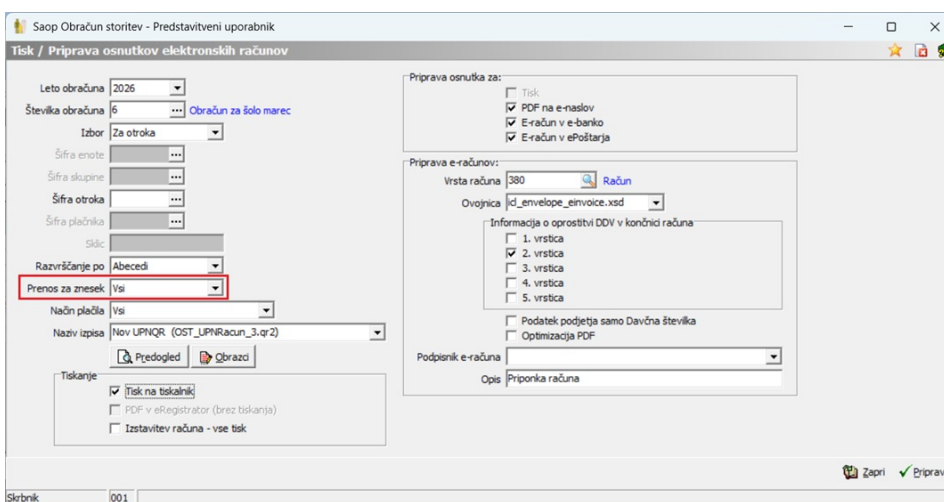 Saop Obračun storitev - Predstavitveni uporabnik
Tisk / Priprava osnutkov elektronskih računov
Leto obračuna 2026
Številka obračuna 6 ... Obračun za šolo marec
Izbor Za otroka
Šifra enote ...
Šifra skupine ...
Šifra otroka ...
Šifra plačnika ...
Sklic
Razvrščanje po Abecedi
Prenos za znesek Vsi
Način plačila Vsi
Naziv izpisa Nov UPNQR (OST_UPNRacun_3.qr2)
Predogled Obrazci
Tiskanje
Tisk na tiskalnik
PDF v eRegistrator (brez tiskanja)
Izstavitev računa - vse tisk
Priprava osnutka za:
Tisk
PDF na e-naslov
E-račun v e-banko
E-račun v ePoštarja
Priprava e-računov:
Vrsta računa 380 Račun
Ovojnica icl_envelope_einvoice.xsd
Informacija o oprostitvi DDV v končnici računa
1. vrstica
2. vrstica
3. vrstica
4. vrstica
5. vrstica
Podatek podjetja samo Davčna številka
Optimizacija PDF
Podpisnik e-računa
Opis Priponka računa
Zapri Priprav
Skrbnik 001